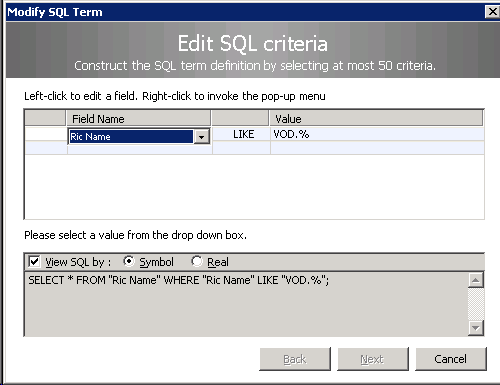 Modify SQL Term
Edit SQL criteria
Construct the SQL term definition by selecting at most 50 criteria.
Left-click to edit a field. Right-click to invoke the pop-up menu
Field Name Value
Ric Name LIKE VOD.%
Please select a value from the drop down box.
View SQL by : Symbol Real
SELECT * FROM "Ric Name" WHERE "Ric Name" LIKE "VOD.%";
Back Next Cancel